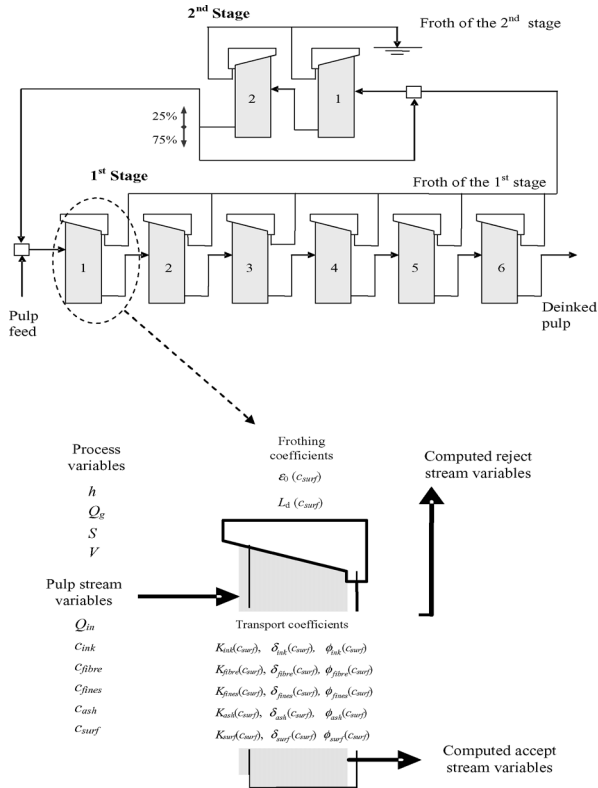 2nd Stage
Froth of the 2nd stage
2
1
25%
75%
1st Stage
Froth of the 1st stage
1
2
3
4
5
6
Pulp feed
Deinked pulp
Process variables
h
Qg
S
V
Frothing coefficients
ε0 (csurf)
Ld (csurf)
Computed reject stream variables
Pulp stream variables
Qin
cink
cfibre
cfines
cash
csurf
Transport coefficients
Kink(csurf), δink(csurf), ϕink(csurf)
Kfibre(csurf), δfibre(csurf), ϕfibre(csurf)
Kfines(csurf), δfines(csurf), ϕfines(csurf)
Kash(csurf), δash(csurf), ϕash(csurf)
Ksurf(csurf), δsurf(csurf) ϕsurf(csurf)
Computed accept stream variables